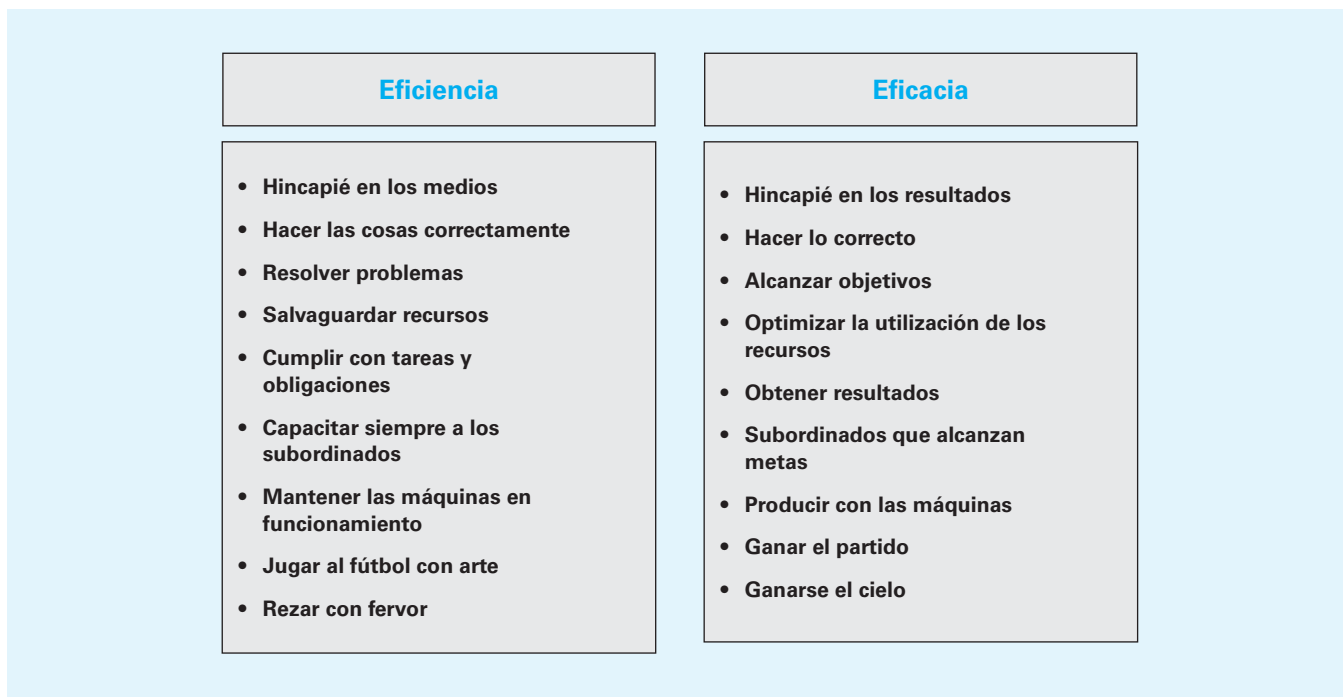 Eficiencia
• Hincapié en los medios
• Hacer las cosas correctamente
• Resolver problemas
• Salvaguardar recursos
• Cumplir con tareas y
obligaciones
• Capacitar siempre a los
subordinados
• Mantener las máquinas en
funcionamiento
• Jugar al fútbol con arte
• Rezar con fervor
Eficacia
• Hincapié en los resultados
• Hacer lo correcto
• Alcanzar objetivos
• Optimizar la utilización de los
recursos
• Obtener resultados
• Subordinados que alcanzan
metas
• Producir con las máquinas
• Ganar el partido
• Ganarse el cielo